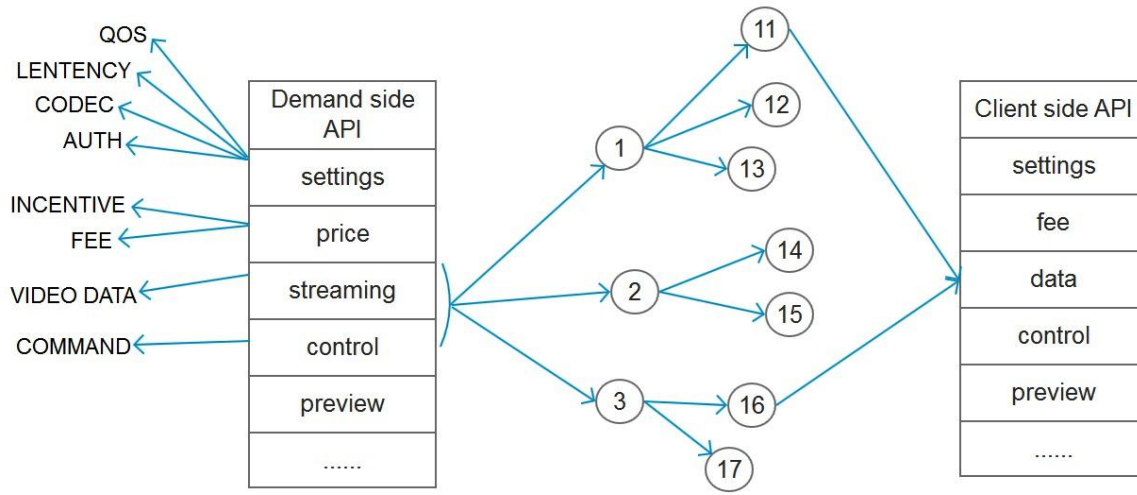 QOS
LENTENCY
CODEC
AUTH
INCENTIVE
FEE
VIDEO DATA
COMMAND
Demand side
API
settings
price
streaming
control
preview
......
1
2
3
11
12
13
14
15
16
17
Client side API
settings
fee
data
control
preview
......